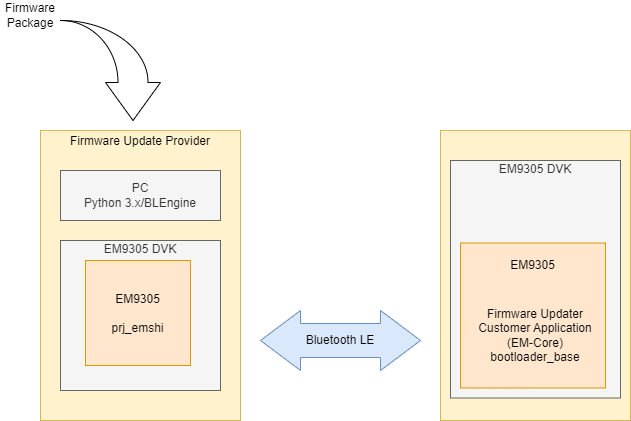 Firmware
Package
Firmware Update Provider
PC
Python 3.x/BLEngine
EM9305 DVK
EM9305
prj_emshi
Bluetooth LE
EM9305 DVK
EM9305
Firmware Updater
Customer Application
(EM-Core)
bootloader_base